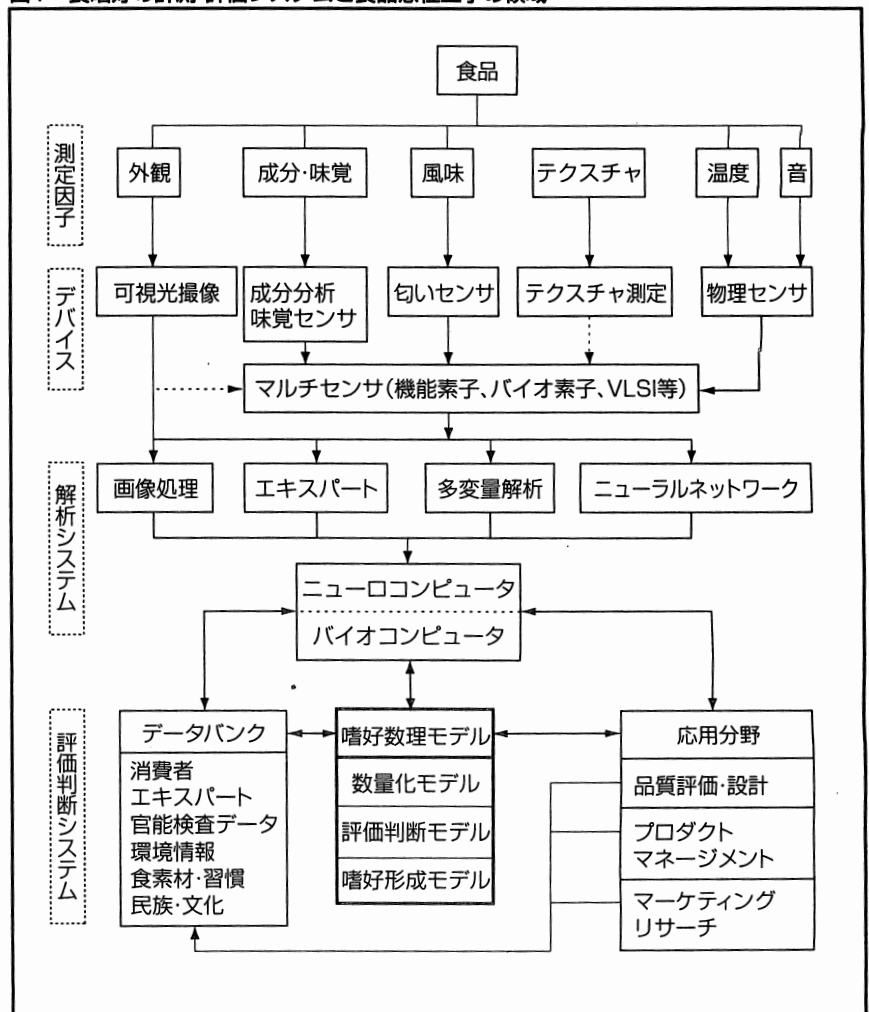 食品
測定因子
外観
成分・味覚
風味
テクスチャ
温度
音
デバイス
可視光撮像
成分分析
味覚センサ
匂いセンサ
テクスチャ測定
物理センサ
マルチセンサ(機能素子、バイオ素子、VLSI等)
解析システム
画像処理
エキスパート
多変量解析
ニューラルネットワーク
ニューロコンピュータ
バイオコンピュータ
評価判断システム
データバンク
消費者
エキスパート
官能検査データ
環境情報
食素材・習慣
民族・文化
嗜好数理モデル
数量化モデル
評価判断モデル
嗜好形成モデル
応用分野
品質評価・設計
プロダクト
マネージメント
マーケティング
リサーチ